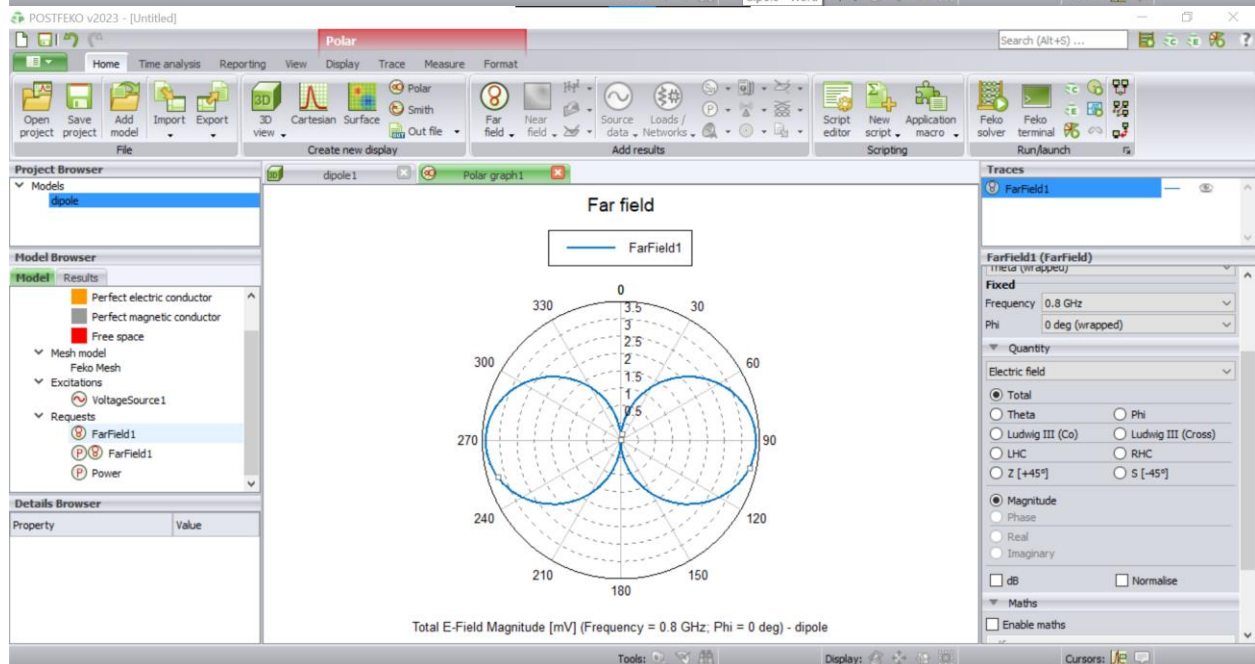 dipole - Word
POSTFEKO v2023 - [Untitled]
Polar
Search (Alt+S) ...
Home Time analysis Reporting View Display Trace Measure Format
Open project
Save project
Add model
Import
Export
3D view
Cartesian
Surface
Polar
Smith
Out file
Far field
Near field
Source data
Loads / Networks
Script editor
New script
Application macro
Feko solver
Feko terminal
File
Create new display
Add results
Scripting
Run/launch
Project Browser
Models
dipole
Model Browser
Model Results
Perfect electric conductor
Perfect magnetic conductor
Free space
Mesh model
Feko Mesh
Excitations
VoltageSource1
Requests
FarField1
FarField1
Power
Details Browser
Property Value
dipole1
Polar graph1
Far field
FarField1
0
330 30
3.5
3
2.5
300 60
2
1.5
1
0.5
270 90
240 120
210 150
180
Total E-Field Magnitude [mV] (Frequency = 0.8 GHz; Phi = 0 deg) - dipole
Traces
FarField1
FarField1 (FarField)
Theta (wrapped)
Fixed
Frequency 0.8 GHz
Phi 0 deg (wrapped)
Quantity
Electric field
Total
Theta Phi
Ludwig III (Co) Ludwig III (Cross)
LHC RHC
Z [+45º] S [-45º]
Magnitude
Phase
Real
Imaginary
dB Normalise
Maths
Enable maths
Tools:
Display:
Cursors: